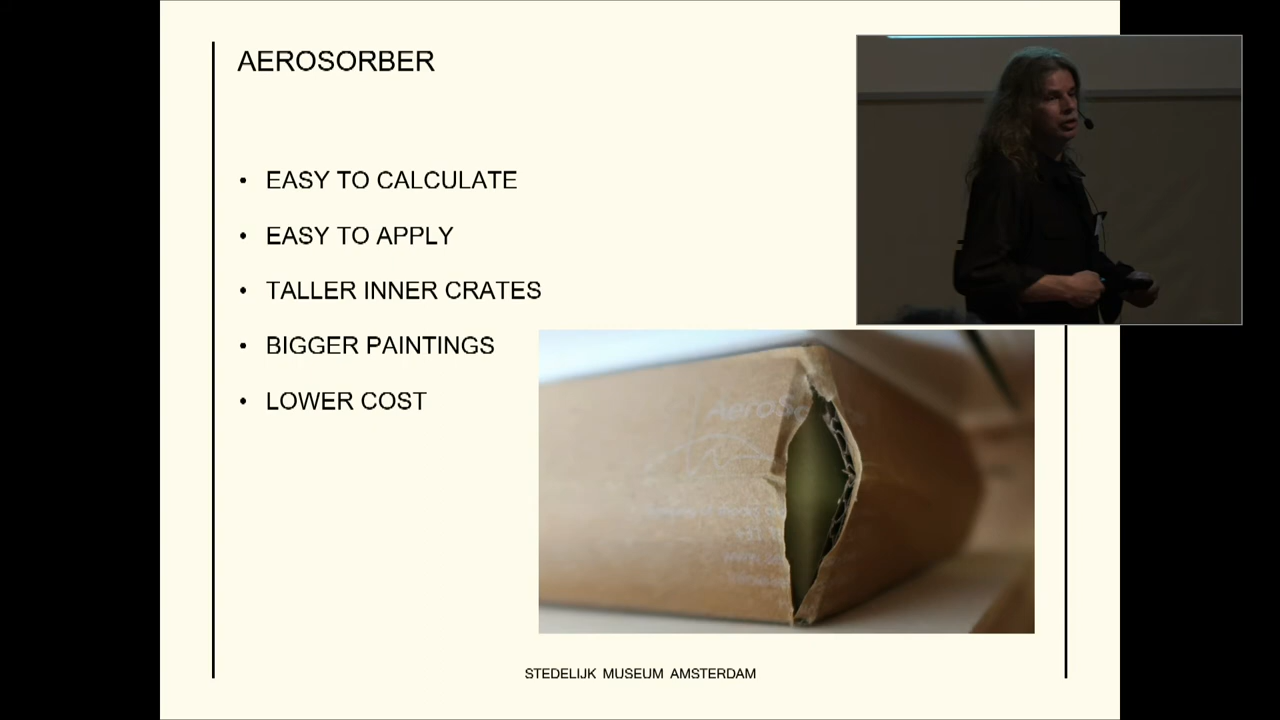 AEROSORBER
• EASY TO CALCULATE
• EASY TO APPLY
• TALLER INNER CRATES
• BIGGER PAINTINGS
• LOWER COST
STEDELIJK MUSEUM AMSTERDAM